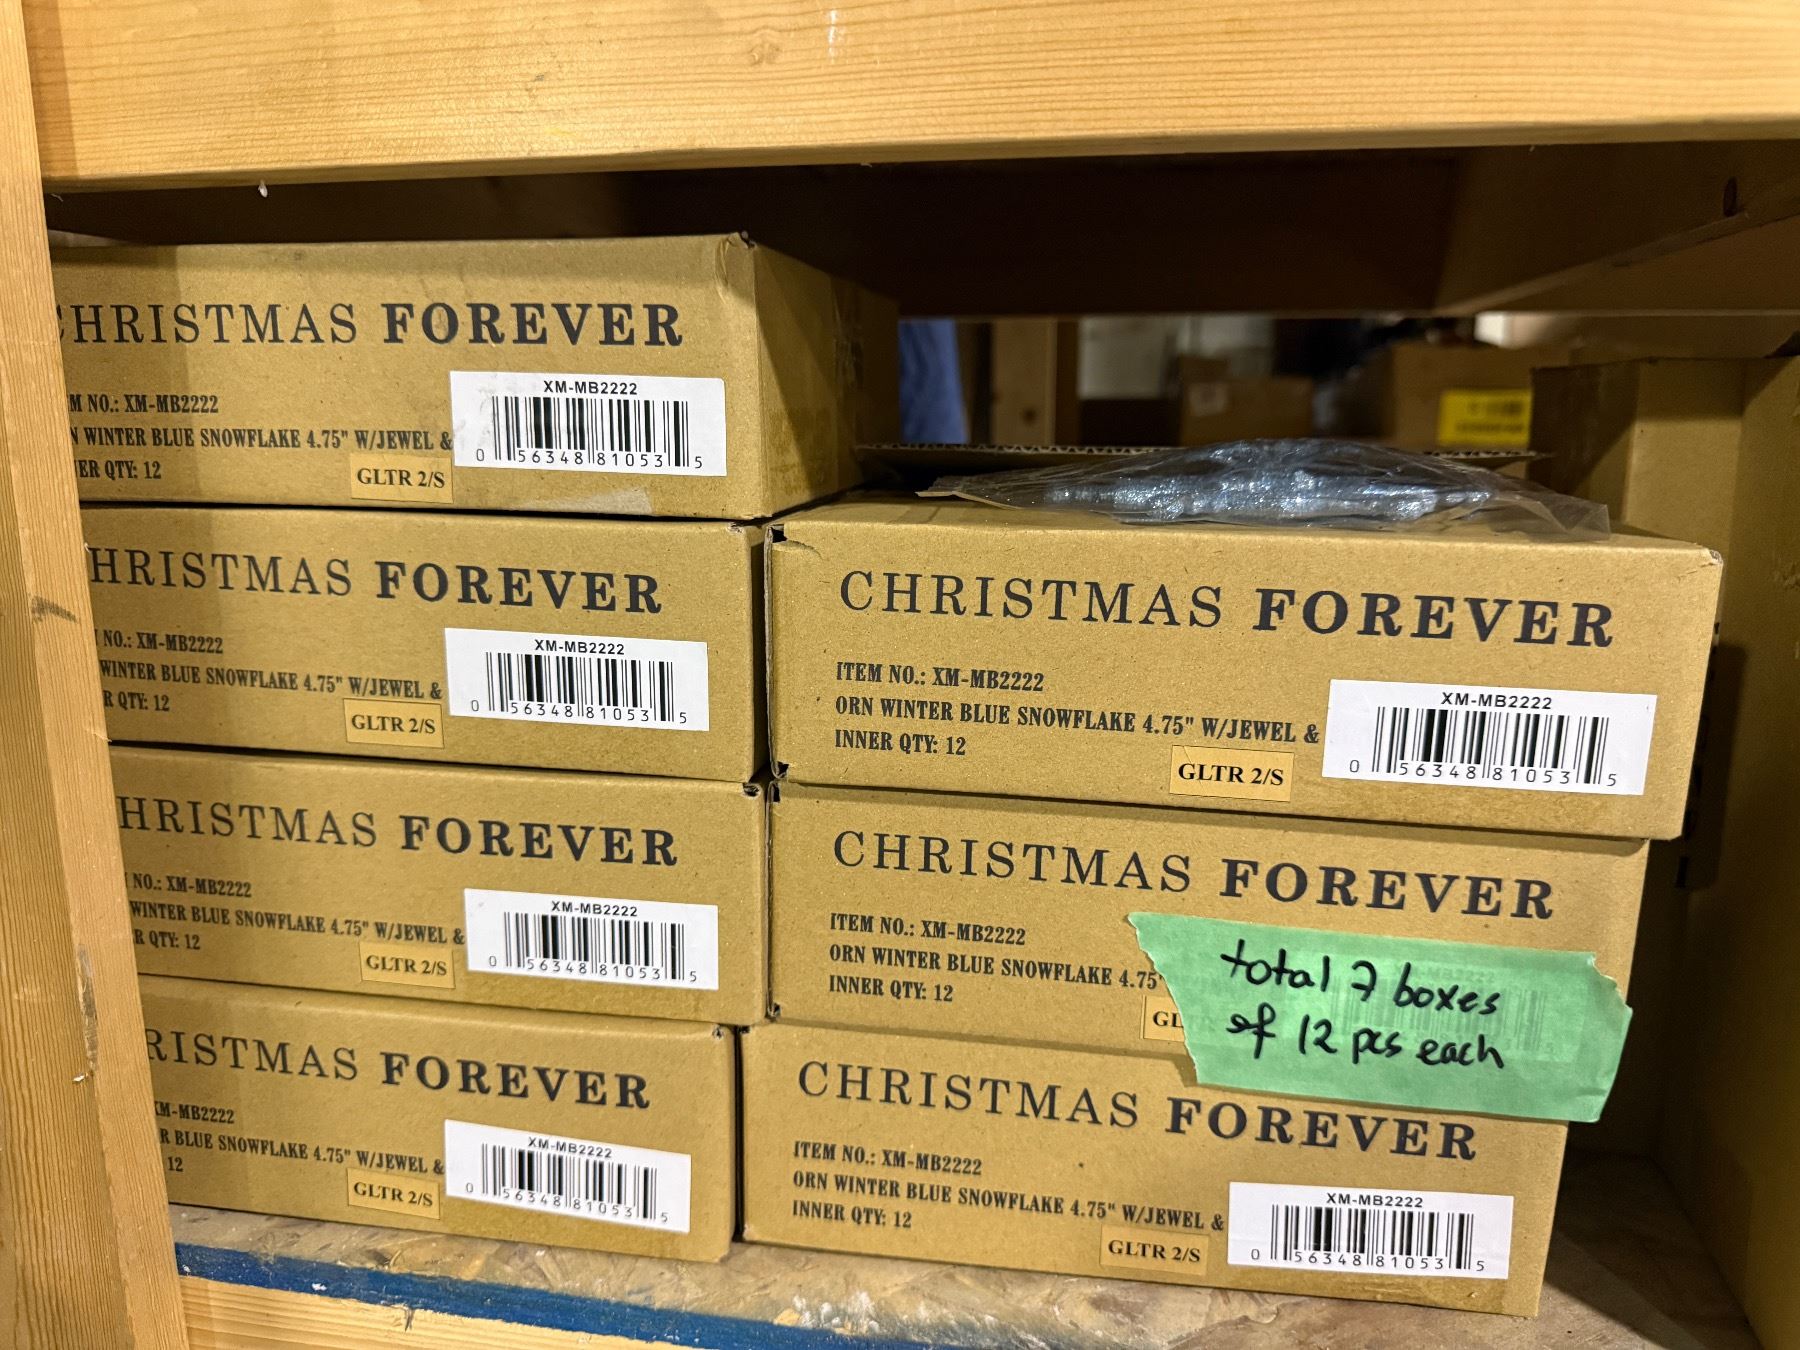 CHRISTMAS FOREVER
XM-MB2222
M NO.: XM-MB2222
N WINTER BLUE SNOWFLAKE 4.75" W/JEWEL &
0 56348 81053 5
ER QTY: 12
GLTR 2/S
HRISTMAS FOREVER
XM-MB2222
NO.: XM-MB2222
WINTER BLUE SNOWFLAKE 4.75" W/JEWEL &
0 56348 81053 5
R QTY: 12
GLTR 2/S
HRISTMAS FOREVER
XM-MB2222
NO.: XM-MB2222
WINTER BLUE SNOWFLAKE 4.75" W/JEWEL &
0 56348 81053 5
R QTY: 12
GLTR 2/S
RISTMAS FOREVER
XM-MB2222
XM-MB2222
R BLUE SNOWFLAKE 4.75" W/JEWEL &
0 56348 81053 5
12
GLTR 2/S
CHRISTMAS FOREVER
ITEM NO.: XM-MB2222
XM-MB2222
ORN WINTER BLUE SNOWFLAKE 4.75" W/JEWEL &
INNER QTY: 12
0 56348 81053 5
GLTR 2/S
CHRISTMAS FOREVER
ITEM NO.: XM-MB2222
ORN WINTER BLUE SNOWFLAKE 4.75"
INNER QTY: 12
GL
total 7 boxes
of 12 pcs each
CHRISTMAS FOREVER
ITEM NO.: XM-MB2222
ORN WINTER BLUE SNOWFLAKE 4.75" W/JEWEL &
XM-MB2222
INNER QTY: 12
0 56348 81053 5
GLTR 2/S